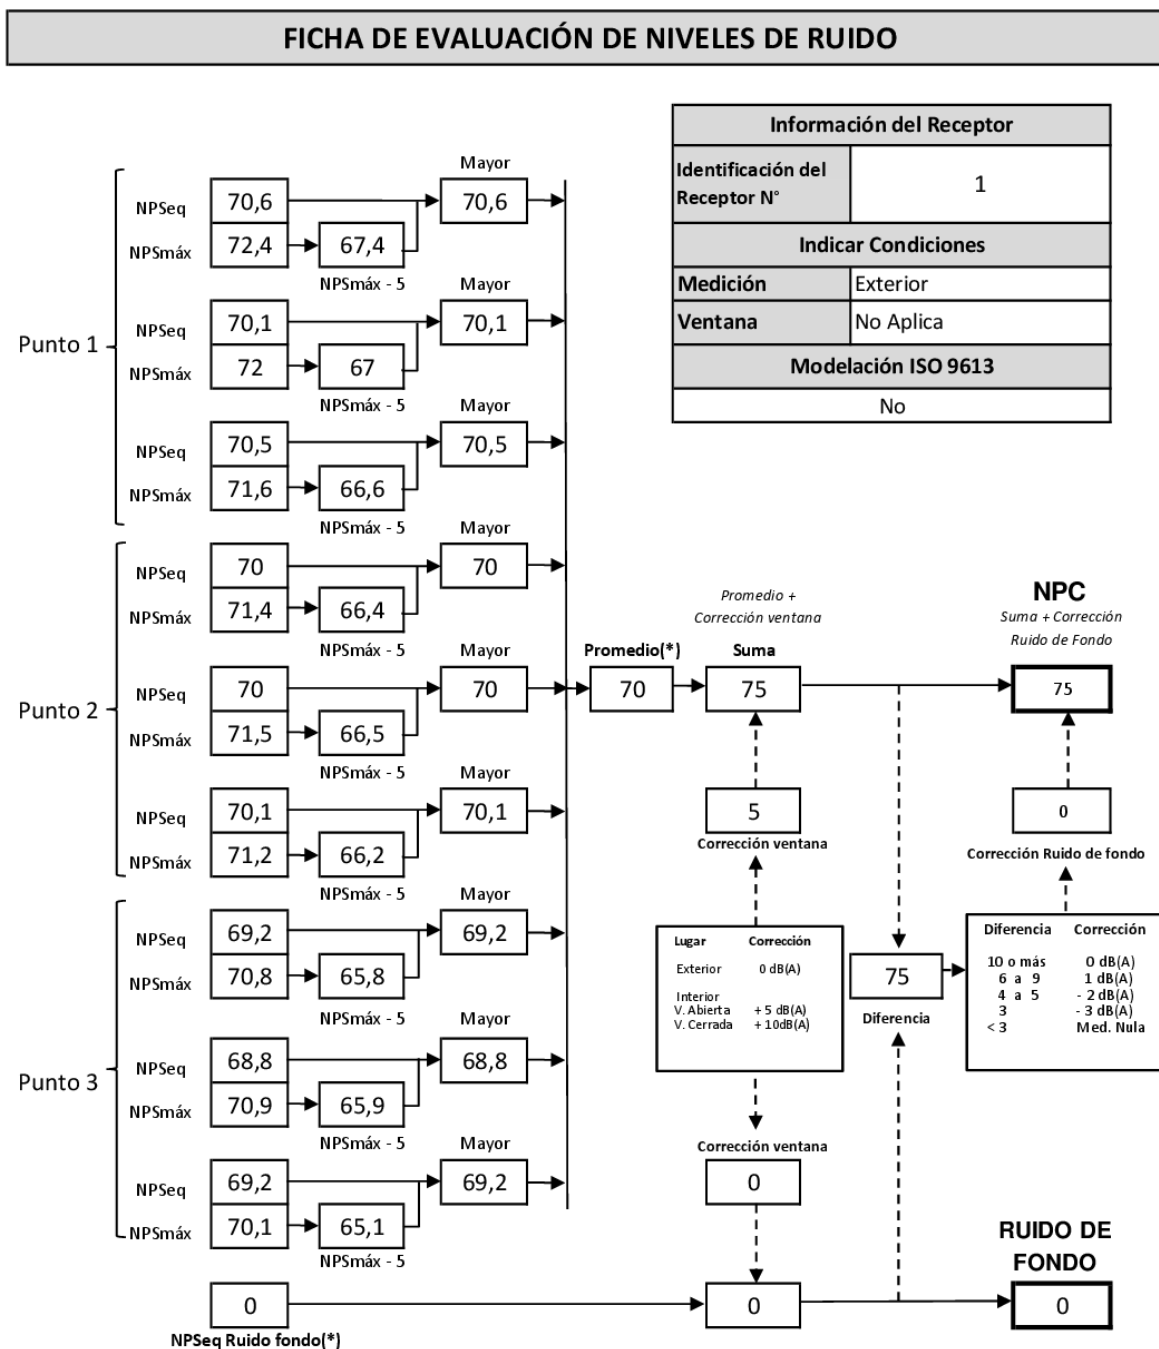 FICHA DE EVALUACIÓN DE NIVELES DE RUIDO
Información del Receptor
Identificación del Receptor N° 1
Indicar Condiciones
Medición Exterior
Ventana No Aplica
Modelación ISO 9613
No
Punto 1
Mayor
NPSeq 70,6 70,6
NPSmáx 72,4 67,4
NPSmáx - 5
Mayor
NPSeq 70,1 70,1
NPSmáx 72 67
NPSmáx - 5
Mayor
NPSeq 70,5 70,5
NPSmáx 71,6 66,6
NPSmáx - 5
Punto 2
Mayor
NPSeq 70 70
NPSmáx 71,4 66,4
NPSmáx - 5
Mayor
NPSeq 70 70
NPSmáx 71,5 66,5
NPSmáx - 5
Mayor
NPSeq 70,1 70,1
NPSmáx 71,2 66,2
NPSmáx - 5
Punto 3
Mayor
NPSeq 69,2 69,2
NPSmáx 70,8 65,8
NPSmáx - 5
Mayor
NPSeq 68,8 68,8
NPSmáx 70,9 65,9
NPSmáx - 5
Mayor
NPSeq 69,2 69,2
NPSmáx 70,1 65,1
NPSmáx - 5
Promedio(*)
70
Promedio +
Corrección ventana
Suma
75
5
Corrección ventana
Lugar Corrección
Exterior 0 dB(A)
Interior
V. Abierta + 5 dB(A)
V. Cerrada + 10dB(A)
Corrección ventana
0
NPC
Suma + Corrección
Ruido de Fondo
75
0
Corrección Ruido de fondo
Diferencia Corrección
10 o más 0 dB(A)
6 a 9 1 dB(A)
4 a 5 - 2 dB(A)
3 - 3 dB(A)
< 3 Med. Nula
75
Diferencia
RUIDO DE
FONDO
0 0 0
NPSeq Ruido fondo(*)